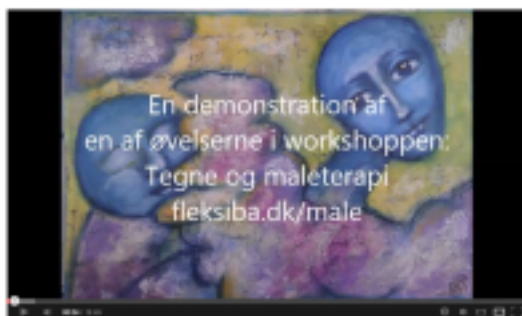 En demonstration af
en af øvelserne i workshoppen:
Tegne og maleterapi
fleksiba.dk/male